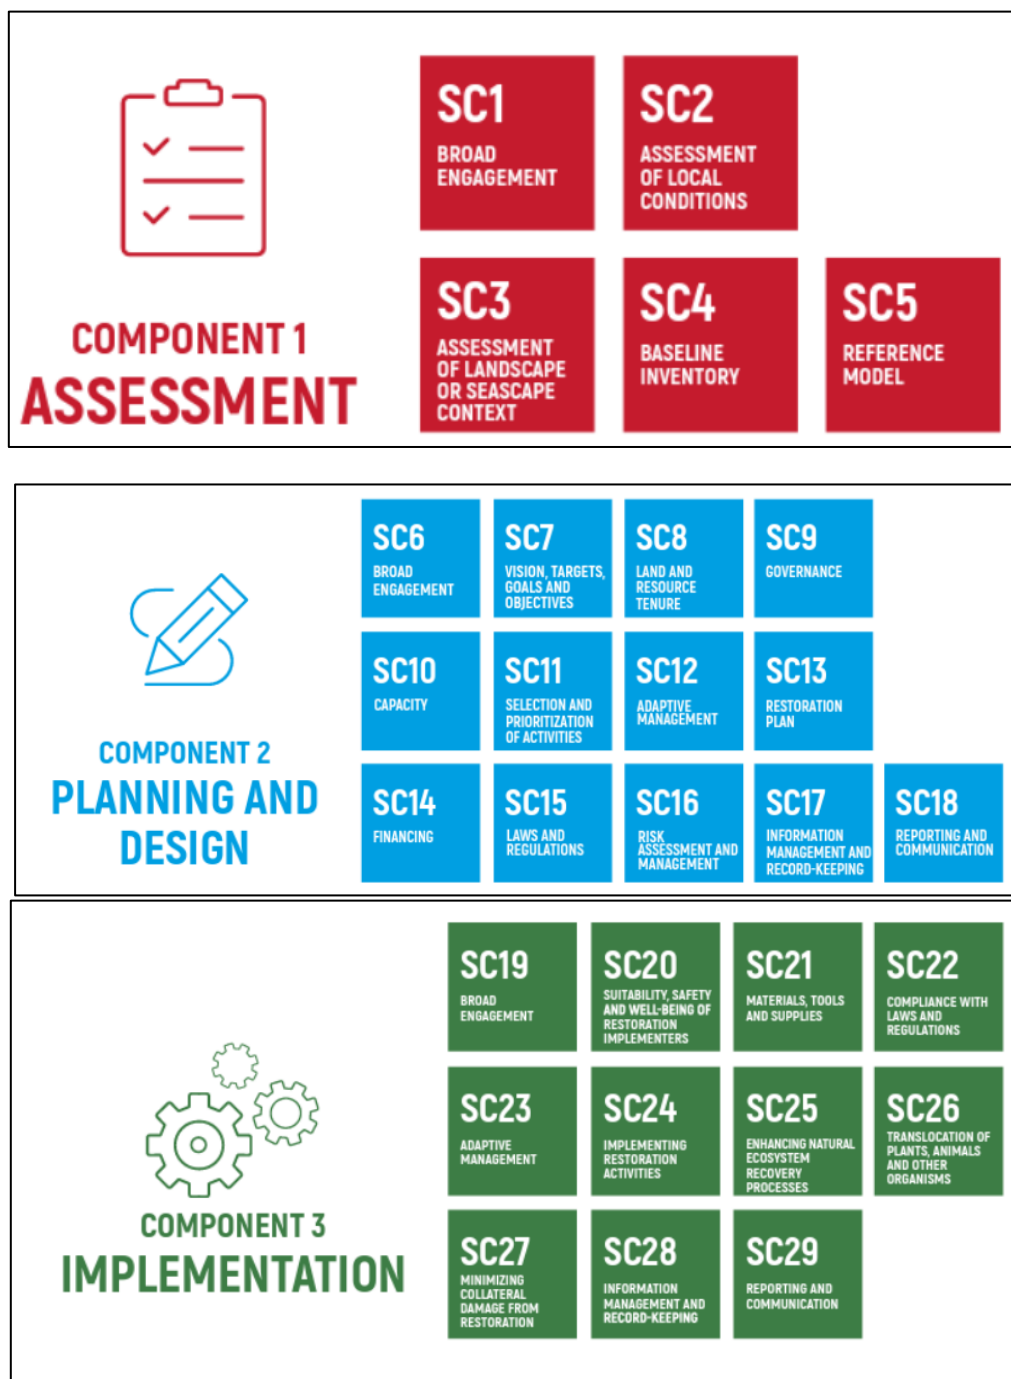 COMPONENT 1
ASSESSMENT
SC1
BROAD
ENGAGEMENT
SC2
ASSESSMENT
OF LOCAL
CONDITIONS
SC3
ASSESSMENT
OF LANDSCAPE
OR SEASCAPE
CONTEXT
SC4
BASELINE
INVENTORY
SC5
REFERENCE
MODEL
COMPONENT 2
PLANNING AND
DESIGN
SC6
BROAD
ENGAGEMENT
SC7
VISION, TARGETS,
GOALS AND
OBJECTIVES
SC8
LAND AND
RESOURCE
TENURE
SC9
GOVERNANCE
SC10
CAPACITY
SC11
SELECTION AND
PRIORITIZATION
OF ACTIVITIES
SC12
ADAPTIVE
MANAGEMENT
SC13
RESTORATION
PLAN
SC14
FINANCING
SC15
LAWS AND
REGULATIONS
SC16
RISK
ASSESSMENT AND
MANAGEMENT
SC17
INFORMATION
MANAGEMENT AND
RECORD-KEEPING
SC18
REPORTING AND
COMMUNICATION
COMPONENT 3
IMPLEMENTATION
SC19
BROAD
ENGAGEMENT
SC20
SUITABILITY, SAFETY
AND WELL-BEING OF
RESTORATION
IMPLEMENTERS
SC21
MATERIALS, TOOLS
AND SUPPLIES
SC22
COMPLIANCE WITH
LAWS AND
REGULATIONS
SC23
ADAPTIVE
MANAGEMENT
SC24
IMPLEMENTING
RESTORATION
ACTIVITIES
SC25
ENHANCING NATURAL
ECOSYSTEM
RECOVERY
PROCESSES
SC26
TRANSLOCATION OF
PLANTS, ANIMALS
AND OTHER
ORGANISMS
SC27
MINIMIZING
COLLATERAL
DAMAGE FROM
RESTORATION
SC28
INFORMATION
MANAGEMENT AND
RECORD-KEEPING
SC29
REPORTING AND
COMMUNICATION